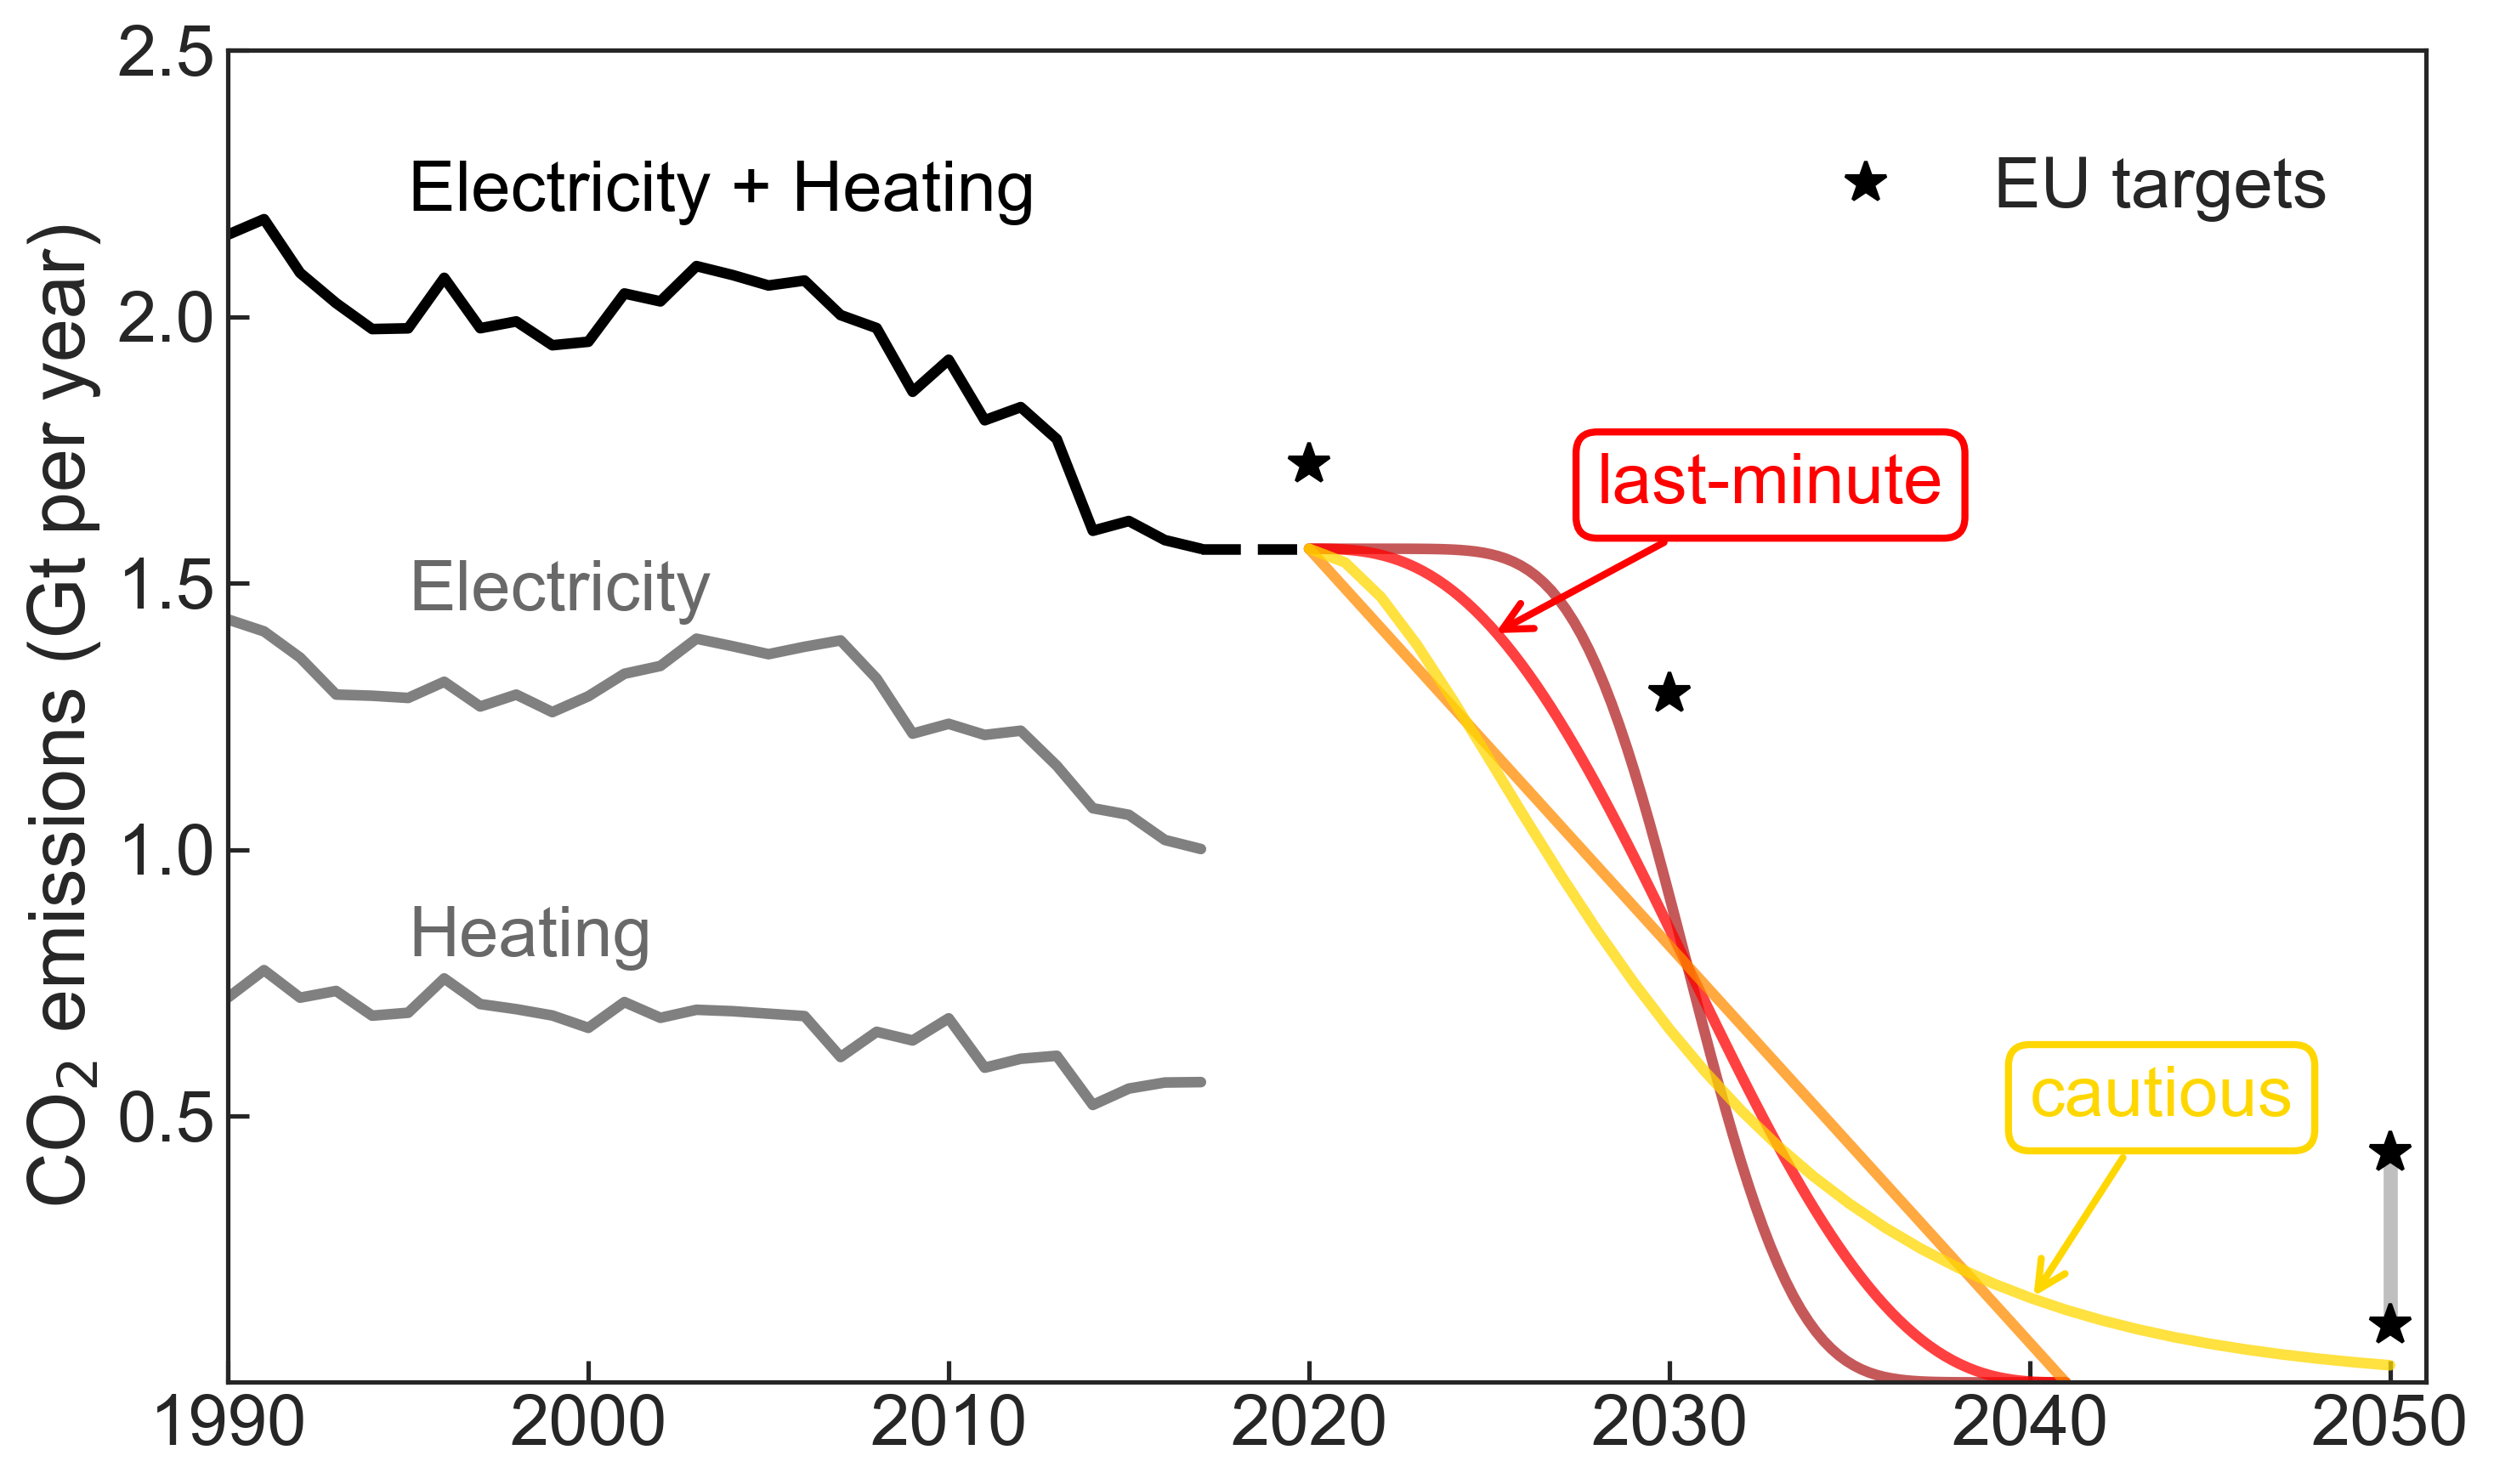 CO₂ emissions (Gt per year)
2.5
2.0
1.5
1.0
0.5
Electricity + Heating
EU targets
last-minute
Electricity
Heating
cautious
1990
2000
2010
2020
2030
2040
2050